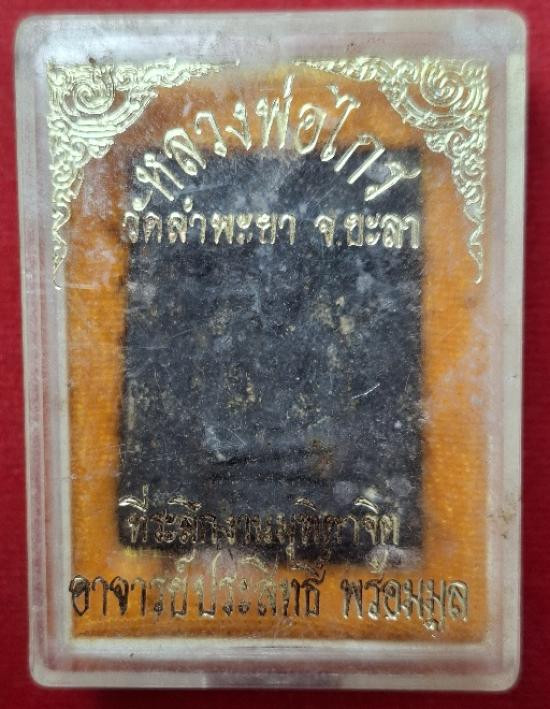 หลวงพ่อไกร
วัดลำพะยา จ.ยะลา
ที่ระลึกงานมุทิตาจิต
อาจารย์ประสิทธิ์ พร้อมมูล